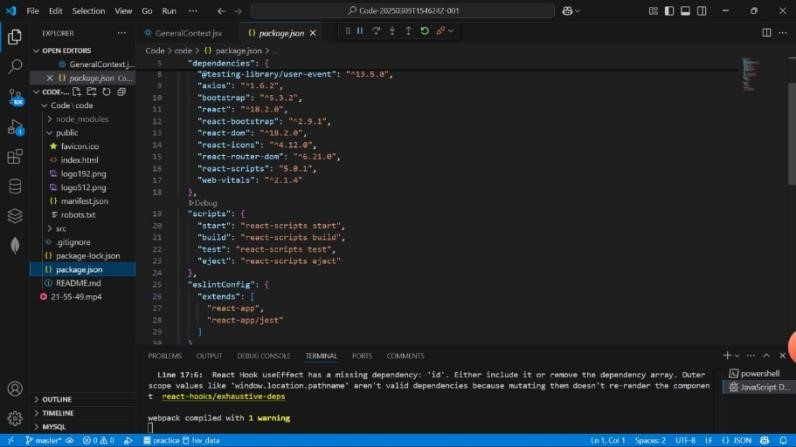 File Edit Selection View Go Run ···
Code-20250309T154624Z-001
EXPLORER
···
GeneralContext.jsx
{} package.json ×
OPEN EDITORS
GeneralContext.j...
× {} package.json Co...
CODE-...
Code\code
node_modules
public
favicon.ico
index.html
logo192.png
logo512.png
manifest.json
robots.txt
src
.gitignore
package-lock.json
package.json
README.md
21-55-49.mp4
OUTLINE
TIMELINE
MYSQL
10K
1
Code > code > {} package.json > ...
5 "dependencies": {
8 "@testing-library/user-event": "^13.5.0",
9 "axios": "^1.6.2",
10 "bootstrap": "^5.3.2",
11 "react": "^18.2.0",
12 "react-bootstrap": "^2.9.1",
13 "react-dom": "^18.2.0",
14 "react-icons": "^4.12.0",
15 "react-router-dom": "^6.21.0",
16 "react-scripts": "5.0.1",
17 "web-vitals": "^2.1.4"
18 },
Debug
19 "scripts": {
20 "start": "react-scripts start",
21 "build": "react-scripts build",
22 "test": "react-scripts test",
23 "eject": "react-scripts eject"
24 },
25 "eslintConfig": {
26 "extends": [
27 "react-app",
28 "react-app/jest"
29 ]
30 }
PROBLEMS OUTPUT DEBUG CONSOLE TERMINAL PORTS COMMENTS
powershell
JavaScript D...
Line 17:6: React Hook useEffect has a missing dependency: 'id'. Either include it or remove the dependency array. Outer
scope values like 'window.location.pathname' aren't valid dependencies because mutating them doesn't re-render the componen
t react-hooks/exhaustive-deps
webpack compiled with 1 warning
master* 0 0 practice hiv_data
Ln 1, Col 1 Spaces: 2 UTF-8 LF {} JSON